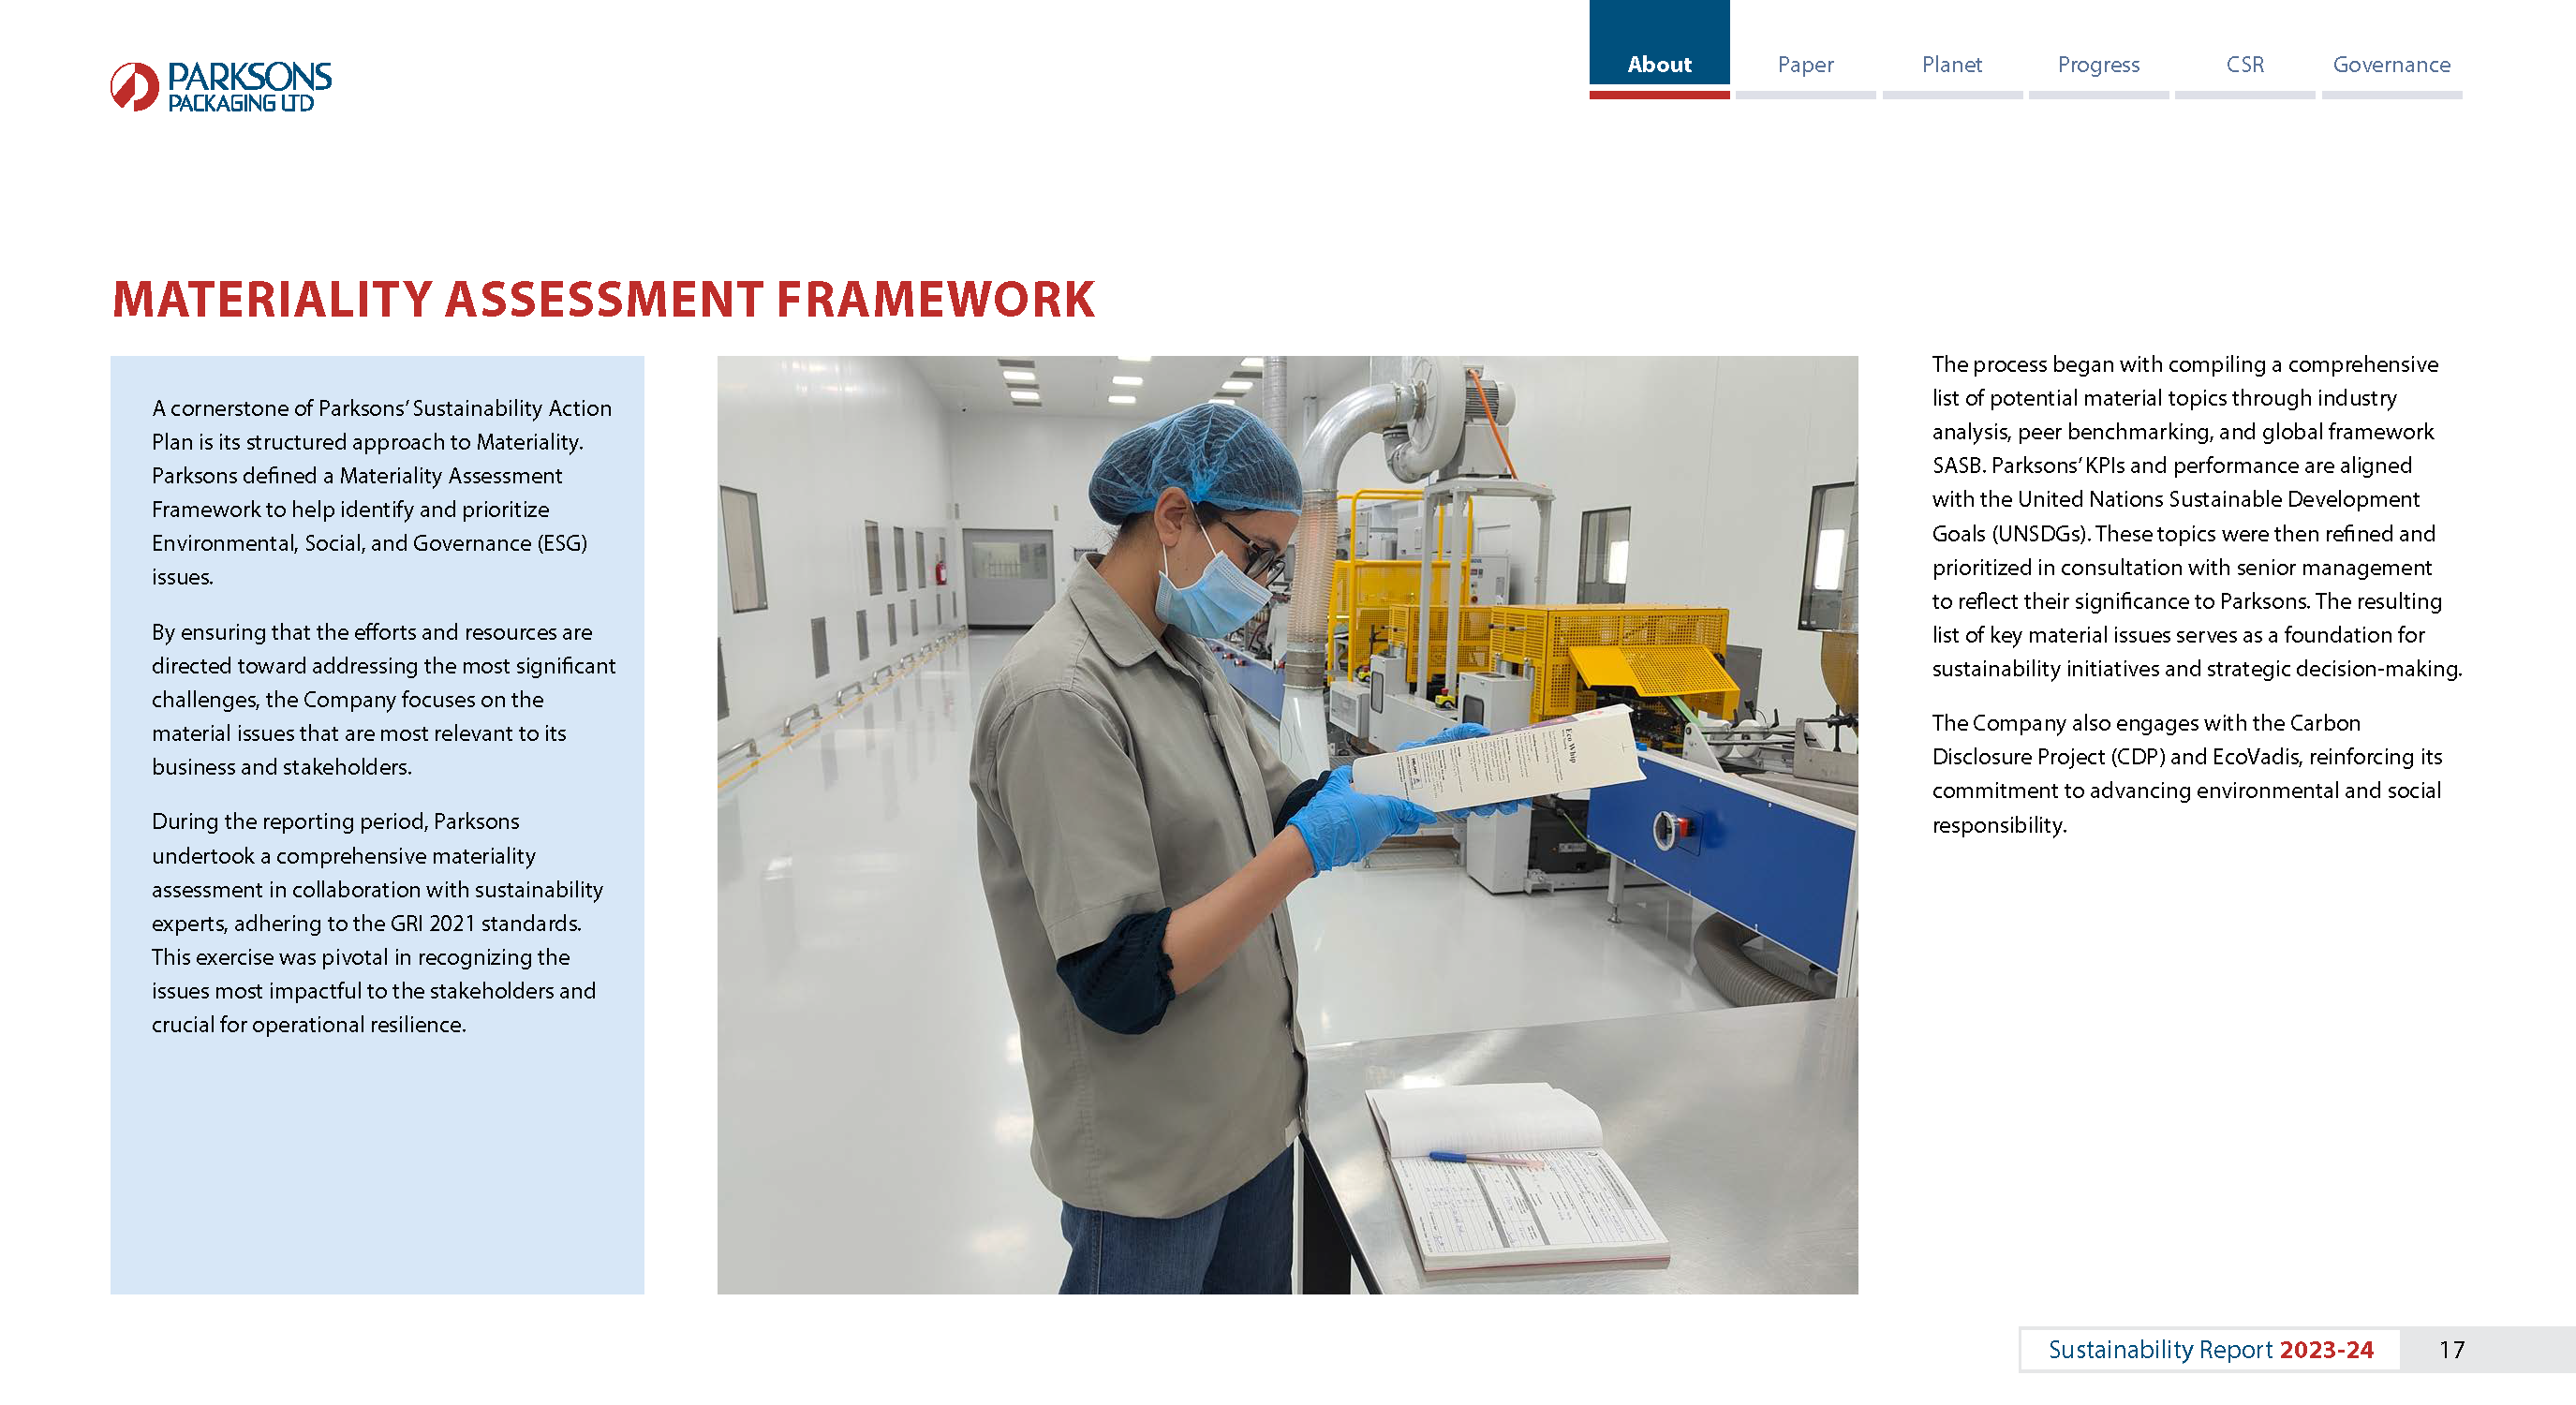 PARKSONS
PACKAGING LTD
About
Paper
Planet
Progress
CSR
Governance
MATERIALITY ASSESSMENT FRAMEWORK
A cornerstone of Parksons’ Sustainability Action
Plan is its structured approach to Materiality.
Parksons defined a Materiality Assessment
Framework to help identify and prioritize
Environmental, Social, and Governance (ESG)
issues.
By ensuring that the efforts and resources are
directed toward addressing the most significant
challenges, the Company focuses on the
material issues that are most relevant to its
business and stakeholders.
During the reporting period, Parksons
undertook a comprehensive materiality
assessment in collaboration with sustainability
experts, adhering to the GRI 2021 standards.
This exercise was pivotal in recognizing the
issues most impactful to the stakeholders and
crucial for operational resilience.
Eco Whip
The process began with compiling a comprehensive
list of potential material topics through industry
analysis, peer benchmarking, and global framework
SASB. Parksons’ KPIs and performance are aligned
with the United Nations Sustainable Development
Goals (UNSDGs). These topics were then refined and
prioritized in consultation with senior management
to reflect their significance to Parksons. The resulting
list of key material issues serves as a foundation for
sustainability initiatives and strategic decision-making.
The Company also engages with the Carbon
Disclosure Project (CDP) and EcoVadis, reinforcing its
commitment to advancing environmental and social
responsibility.
Sustainability Report 2023-24
17